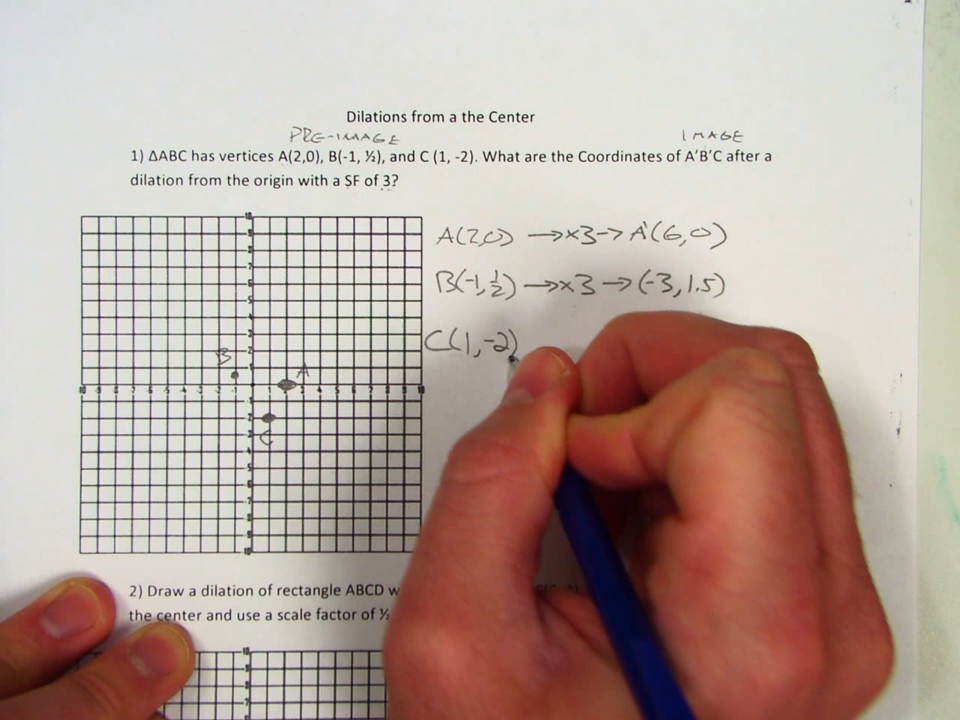 Dilations from a the Center
PRE-IMAGE IMAGE
1) ΔABC has vertices A(2,0), B(-1, ½), and C (1, -2). What are the Coordinates of A'B'C after a
dilation from the origin with a SF of 3?
A(2,0) →x3→ A'(6,0)
B(-1,½) →x3→ (-3,1.5)
C(1,-2)
B
A
C
2) Draw a dilation of rectangle ABCD
the center and use a scale factor of ½